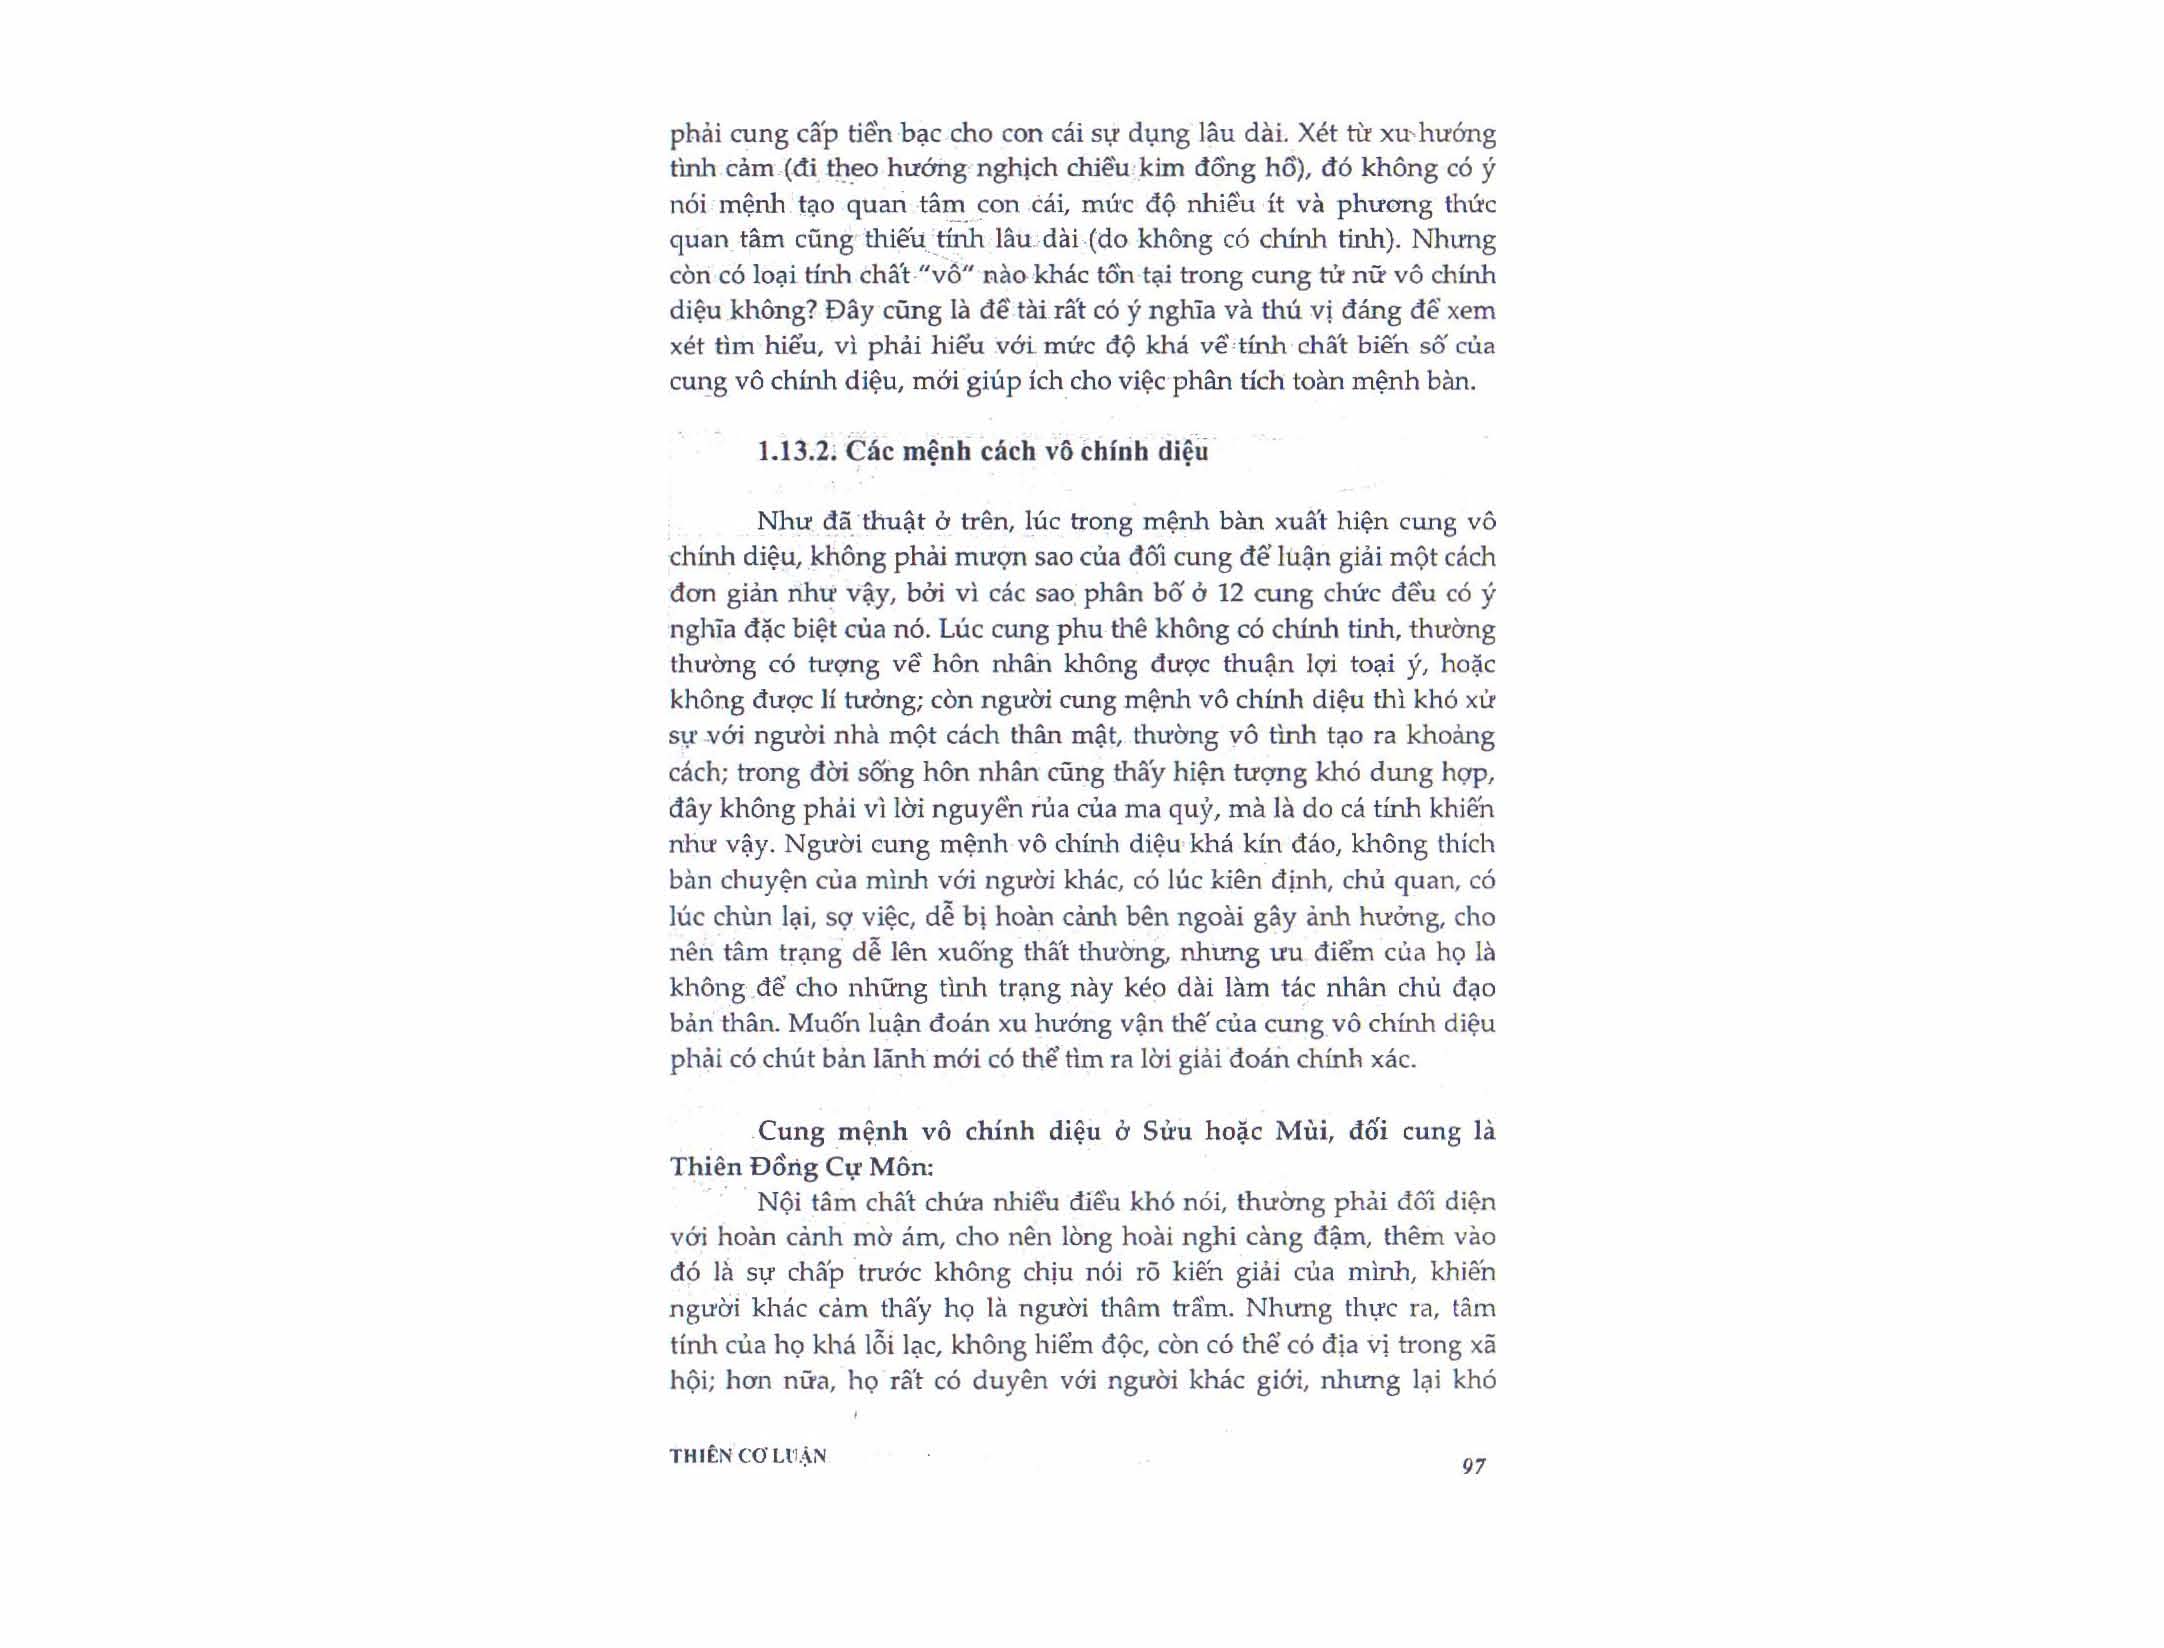 phải cung cấp tiền bạc cho con cái sự dụng lâu dài. Xét từ xu hướng
tình cảm (đi theo hướng nghịch chiều kim đồng hồ), đó không có ý
nói mệnh tạo quan tâm con cái, mức độ nhiều ít và phương thức
quan tâm cũng thiếu tính lâu dài (do không có chính tinh). Nhưng
còn có loại tính chất "vô" nào khác tồn tại trong cung tử nữ vô chính
diệu không? Đây cũng là đề tài rất có ý nghĩa và thú vị đáng để xem
xét tìm hiểu, vì phải hiểu với mức độ khá về tính chất biến số của
cung vô chính diệu, mới giúp ích cho việc phân tích toàn mệnh bàn.
1.13.2. Các mệnh cách vô chính diệu
Như đã thuật ở trên, lúc trong mệnh bàn xuất hiện cung vô
chính diệu, không phải mượn sao của đối cung để luận giải một cách
đơn giản như vậy, bởi vì các sao phân bố ở 12 cung chức đều có ý
nghĩa đặc biệt của nó. Lúc cung phu thê không có chính tinh, thường
thường có tượng về hôn nhân không được thuận lợi toại ý, hoặc
không được lí tưởng; còn người cung mệnh vô chính diệu thì khó xử
sự với người nhà một cách thân mật, thường vô tình tạo ra khoảng
cách; trong đời sống hôn nhân cũng thấy hiện tượng khó dung hợp,
đây không phải vì lời nguyền rủa của ma quỷ, mà là do cá tính khiến
như vậy. Người cung mệnh vô chính diệu khá kín đáo, không thích
bàn chuyện của mình với người khác, có lúc kiên định, chủ quan, có
lúc chùn lại, sợ việc, dễ bị hoàn cảnh bên ngoài gây ảnh hưởng, cho
nên tâm trạng dễ lên xuống thất thường, nhưng ưu điểm của họ là
không để cho những tình trạng này kéo dài làm tác nhân chủ đạo
bản thân. Muốn luận đoán xu hướng vận thế của cung vô chính diệu
phải có chút bản lãnh mới có thể tìm ra lời giải đoán chính xác.
Cung mệnh vô chính diệu ở Sửu hoặc Mùi, đối cung là
Thiên Đồng Cự Môn:
Nội tâm chất chứa nhiều điều khó nói, thường phải đối diện
với hoàn cảnh mờ ám, cho nên lòng hoài nghi càng đậm, thêm vào
đó là sự chấp trước không chịu nói rõ kiến giải của mình, khiến
người khác cảm thấy họ là người thâm trầm. Nhưng thực ra, tâm
tính của họ khá lỗi lạc, không hiểm độc, còn có thể có địa vị trong xã
hội; hơn nữa, họ rất có duyên với người khác giới, nhưng lại khó
THIÊN CƠ LUẬN
97